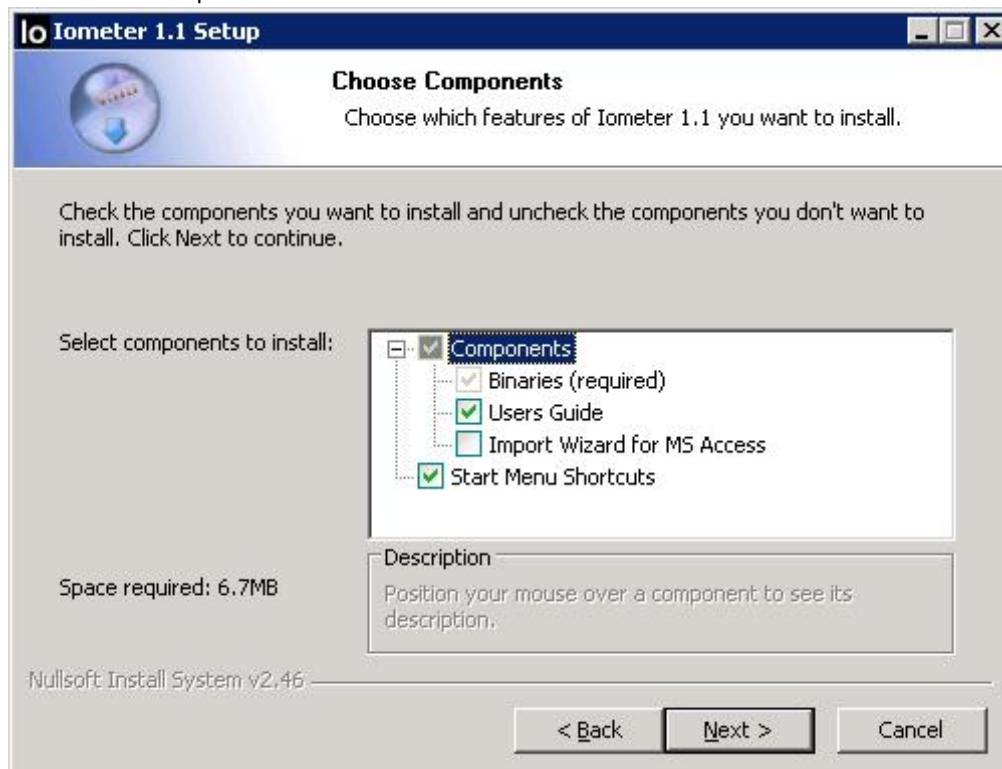 Io Iometer 1.1 Setup
Choose Components
Choose which features of Iometer 1.1 you want to install.
Check the components you want to install and uncheck the components you don't want to
install. Click Next to continue.
Select components to install:
Components
Binaries (required)
Users Guide
Import Wizard for MS Access
Start Menu Shortcuts
Space required: 6.7MB
Description
Position your mouse over a component to see its
description.
Nullsoft Install System v2.46
< Back
Next >
Cancel